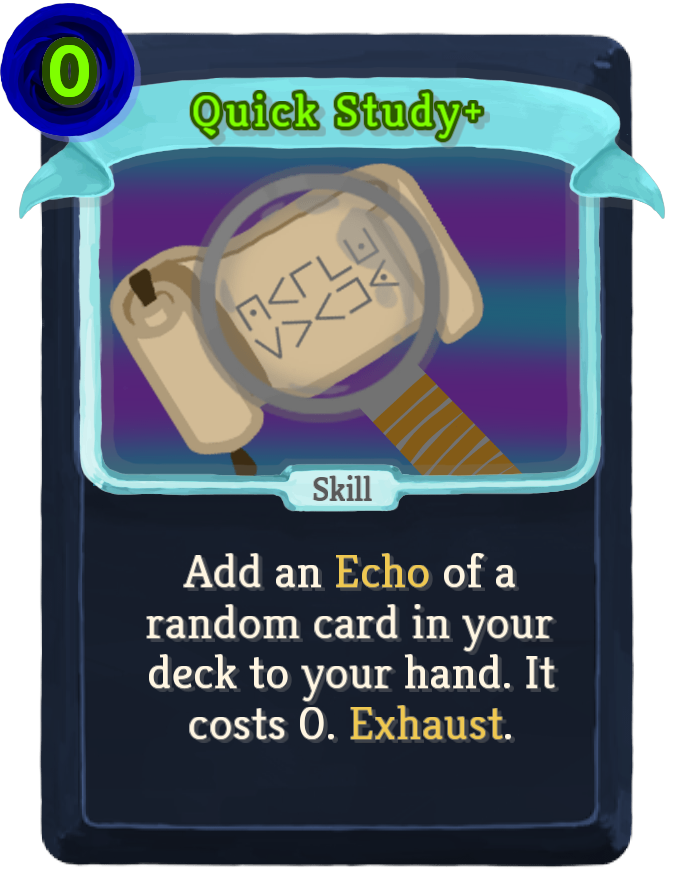 0
Quick Study+
Skill
Add an Echo of a
random card in your
deck to your hand. It
costs 0. Exhaust.